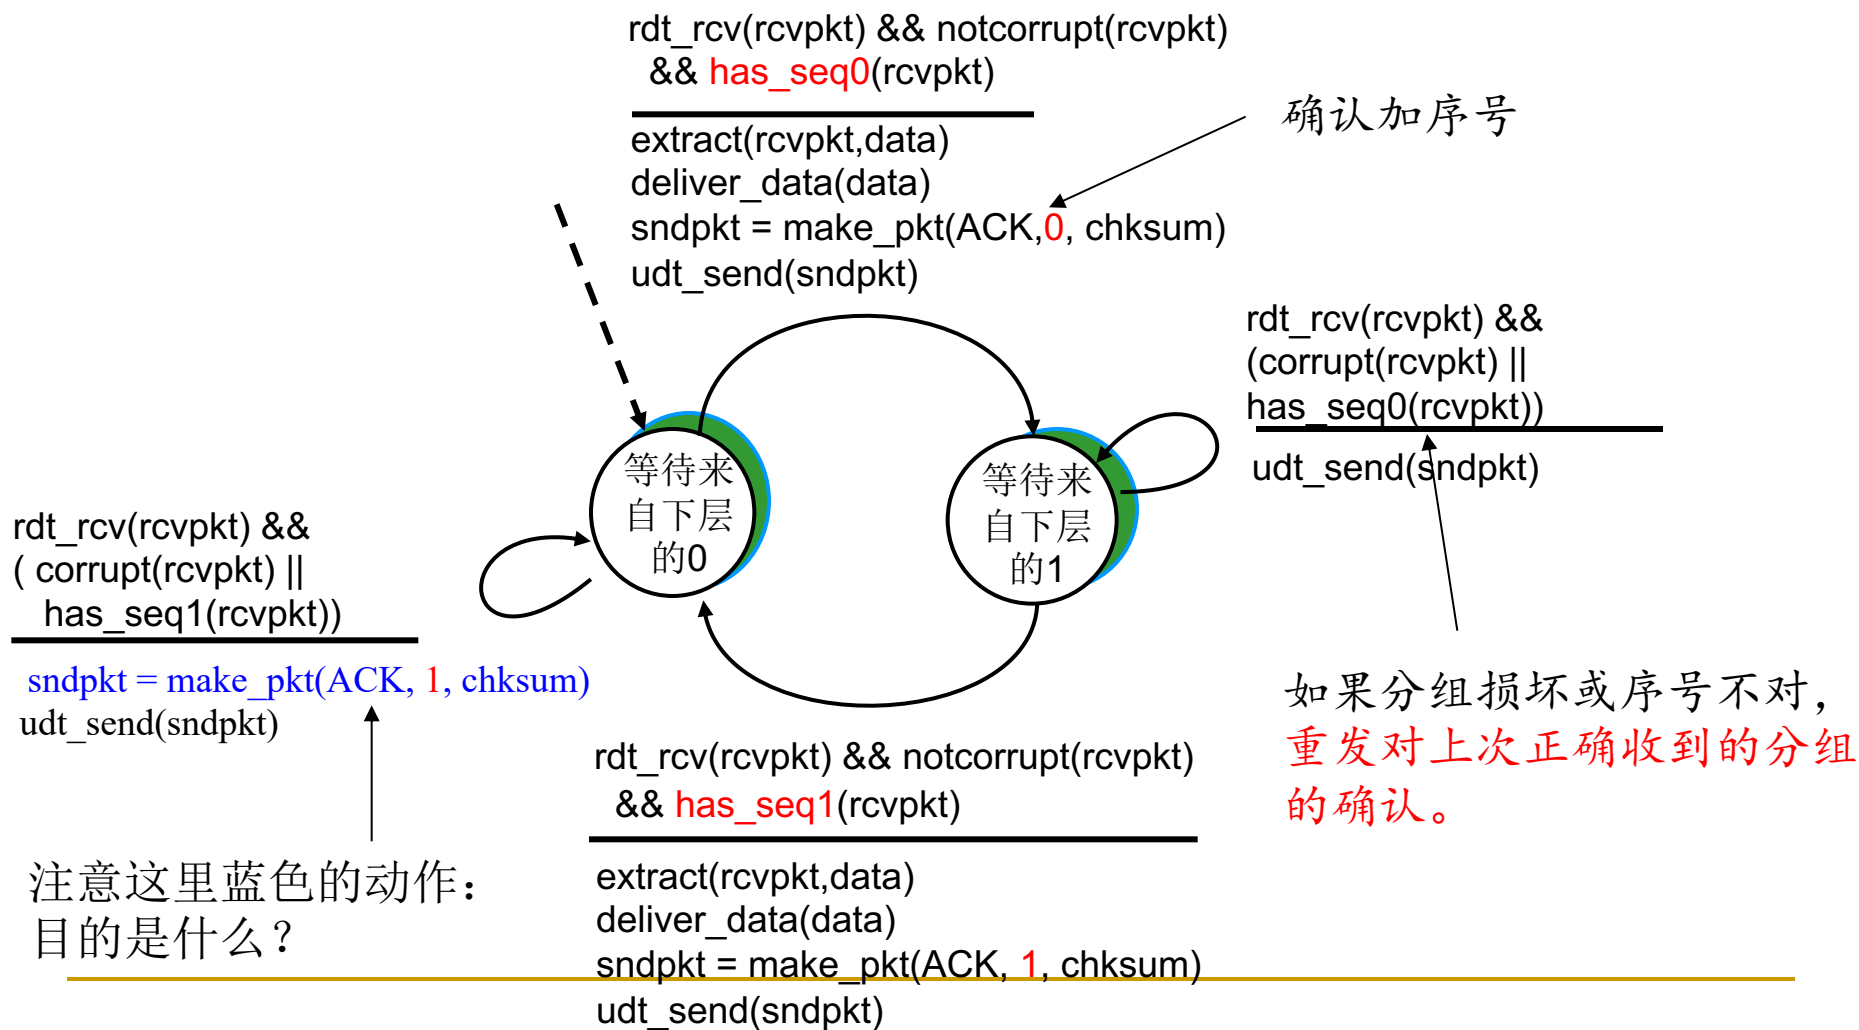 rdt_rcv(rcvpkt) && notcorrupt(rcvpkt)
&& has_seq0(rcvpkt)
extract(rcvpkt,data)
deliver_data(data)
sndpkt = make_pkt(ACK,0, chksum)
udt_send(sndpkt)
确认加序号
rdt_rcv(rcvpkt) &&
(corrupt(rcvpkt) ||
has_seq0(rcvpkt))
udt_send(sndpkt)
等待来
自下层
的0
等待来
自下层
的1
rdt_rcv(rcvpkt) &&
( corrupt(rcvpkt) ||
has_seq1(rcvpkt))
sndpkt = make_pkt(ACK, 1, chksum)
udt_send(sndpkt)
如果分组损坏或序号不对，
重发对上次正确收到的分组
的确认。
注意这里蓝色的动作：
目的是什么？
rdt_rcv(rcvpkt) && notcorrupt(rcvpkt)
&& has_seq1(rcvpkt)
extract(rcvpkt,data)
deliver_data(data)
sndpkt = make_pkt(ACK, 1, chksum)
udt_send(sndpkt)